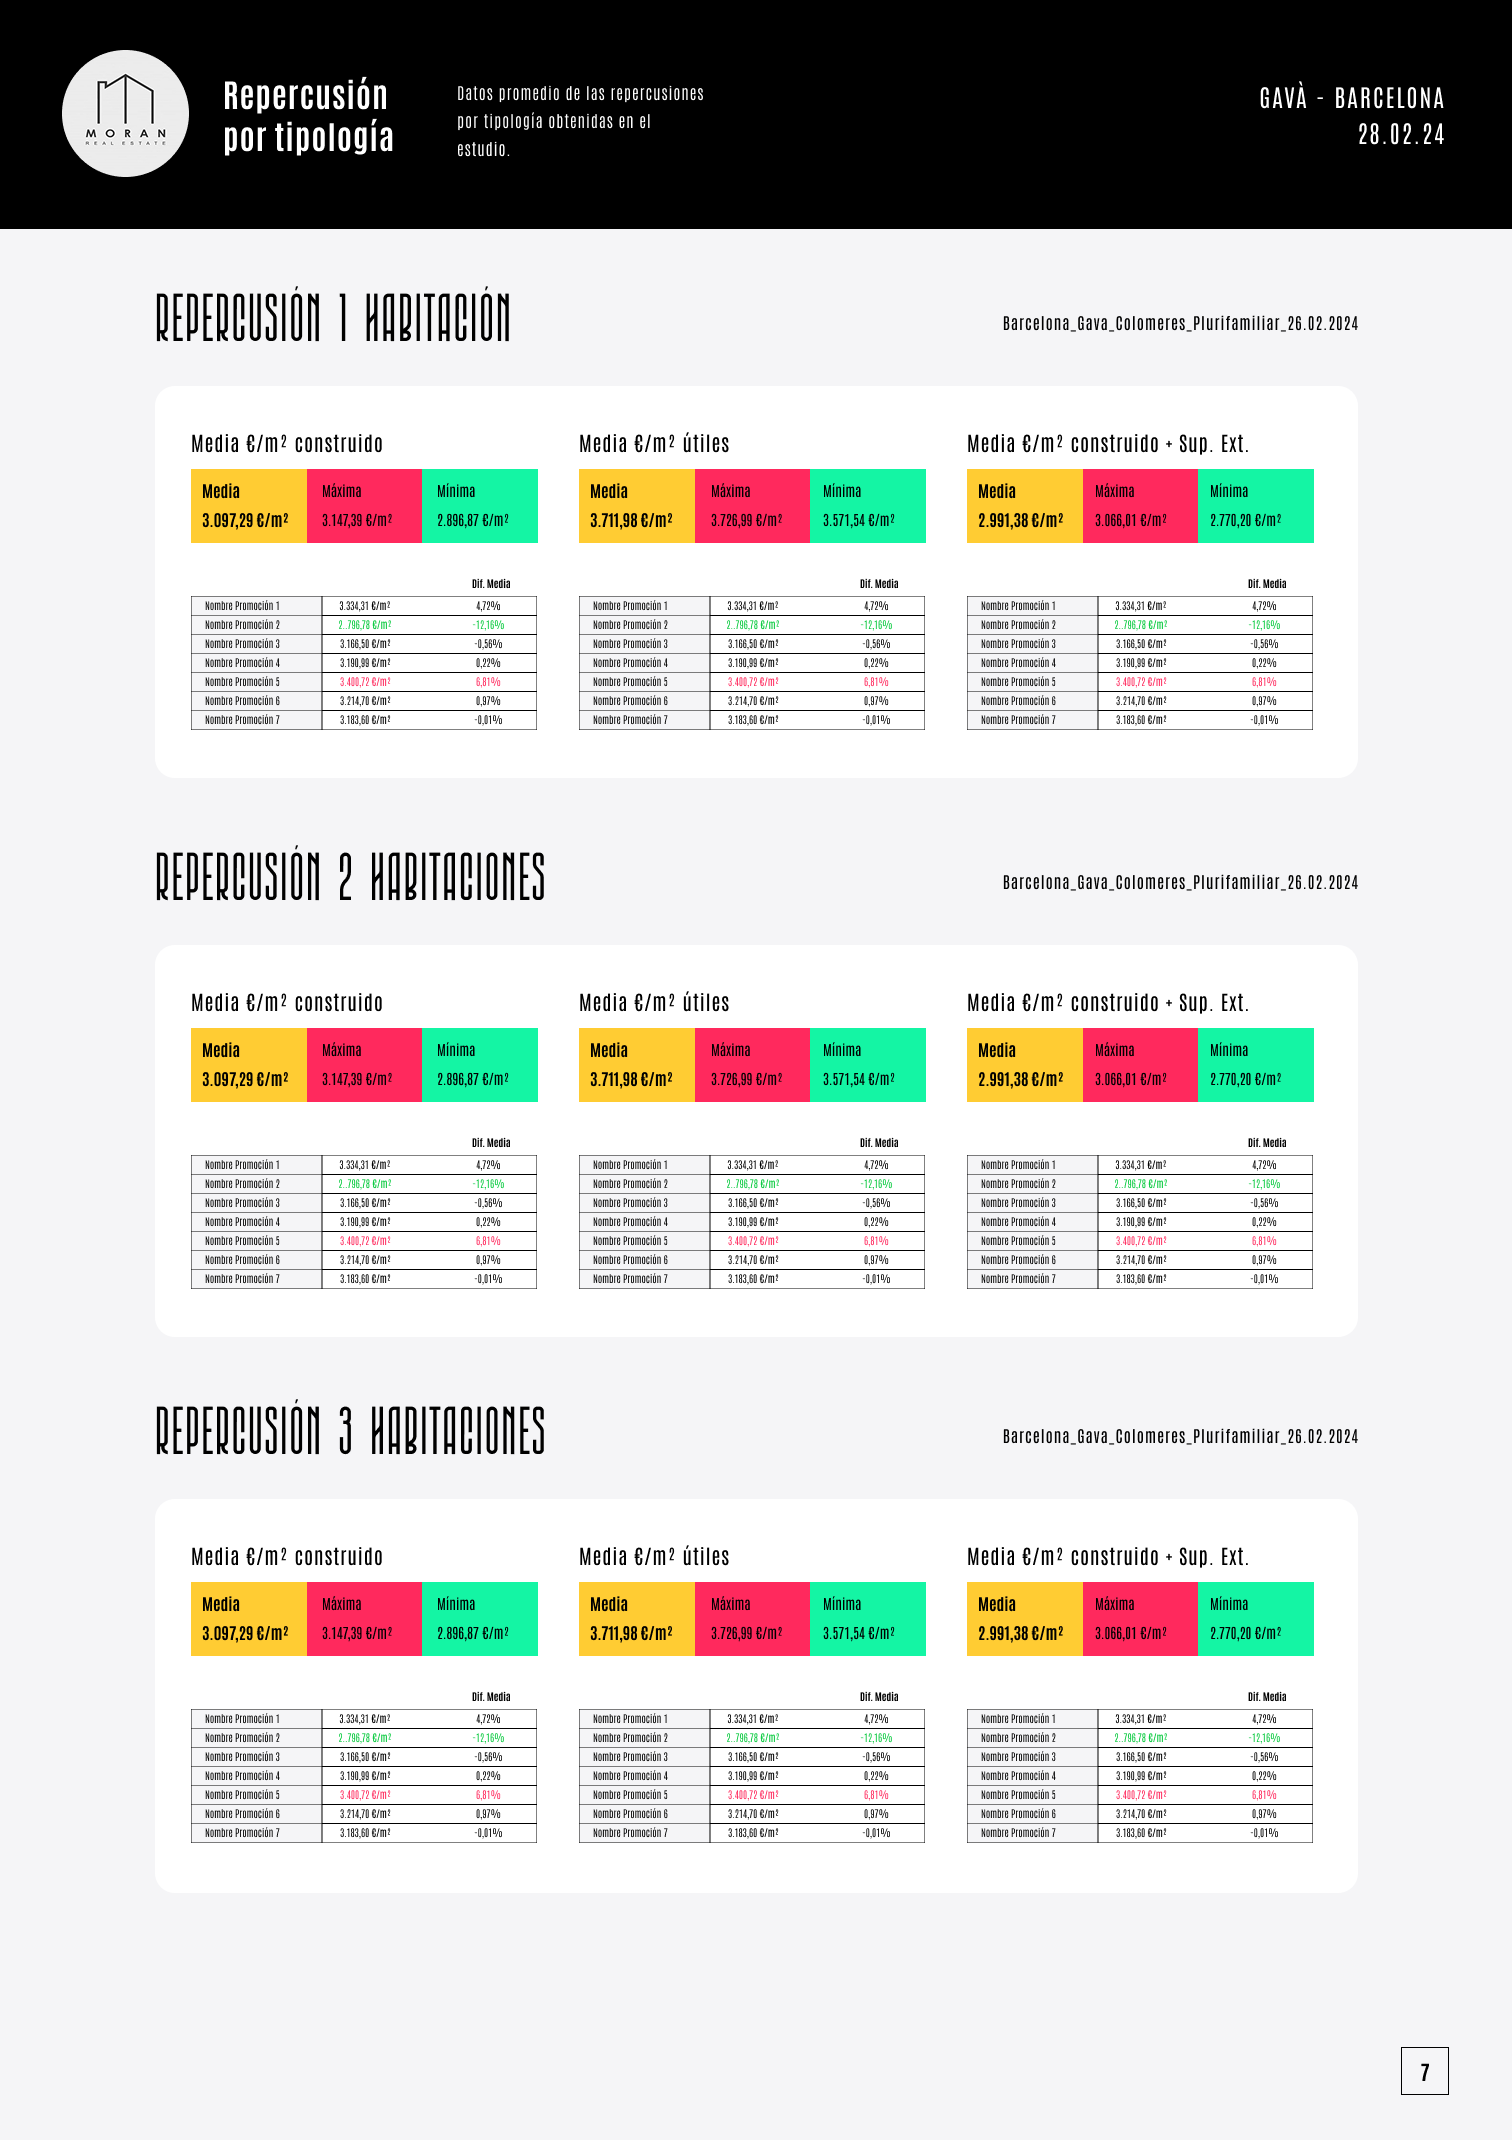 MORAN
REAL ESTATE
Repercusión
por tipología
Datos promedio de las repercusiones
por tipología obtenidas en el
estudio.
GAVÀ - BARCELONA
28.02.24
REPERCUSIÓN 1 HABITACIÓN
Barcelona_Gava_Colomeres_Plurifamiliar_26.02.2024
Media €/m² construido Media €/m² útiles Media €/m² construido + Sup. Ext.
Media Máxima Mínima Media Máxima Mínima Media Máxima Mínima
3.097,29 €/m² 3.147,39 €/m² 2.896,87 €/m² 3.711,98 €/m² 3.726,99 €/m² 3.571,54 €/m² 2.991,38 €/m² 3.066,01 €/m² 2.770,20 €/m²
Dif. Media Dif. Media Dif. Media
Nombre Promoción 1 3.334,31 €/m² 4,72% Nombre Promoción 1 3.334,31 €/m² 4,72% Nombre Promoción 1 3.334,31 €/m² 4,72%
Nombre Promoción 2 2..796,78 €/m² -12,16% Nombre Promoción 2 2..796,78 €/m² -12,16% Nombre Promoción 2 2..796,78 €/m² -12,16%
Nombre Promoción 3 3.166,50 €/m² -0,56% Nombre Promoción 3 3.166,50 €/m² -0,56% Nombre Promoción 3 3.166,50 €/m² -0,56%
Nombre Promoción 4 3.190,99 €/m² 0,22% Nombre Promoción 4 3.190,99 €/m² 0,22% Nombre Promoción 4 3.190,99 €/m² 0,22%
Nombre Promoción 5 3.400,72 €/m² 6,81% Nombre Promoción 5 3.400,72 €/m² 6,81% Nombre Promoción 5 3.400,72 €/m² 6,81%
Nombre Promoción 6 3.214,70 €/m² 0,97% Nombre Promoción 6 3.214,70 €/m² 0,97% Nombre Promoción 6 3.214,70 €/m² 0,97%
Nombre Promoción 7 3.183,60 €/m² -0,01% Nombre Promoción 7 3.183,60 €/m² -0,01% Nombre Promoción 7 3.183,60 €/m² -0,01%
REPERCUSIÓN 2 HABITACIONES
Barcelona_Gava_Colomeres_Plurifamiliar_26.02.2024
Media €/m² construido Media €/m² útiles Media €/m² construido + Sup. Ext.
Media Máxima Mínima Media Máxima Mínima Media Máxima Mínima
3.097,29 €/m² 3.147,39 €/m² 2.896,87 €/m² 3.711,98 €/m² 3.726,99 €/m² 3.571,54 €/m² 2.991,38 €/m² 3.066,01 €/m² 2.770,20 €/m²
Dif. Media Dif. Media Dif. Media
Nombre Promoción 1 3.334,31 €/m² 4,72% Nombre Promoción 1 3.334,31 €/m² 4,72% Nombre Promoción 1 3.334,31 €/m² 4,72%
Nombre Promoción 2 2..796,78 €/m² -12,16% Nombre Promoción 2 2..796,78 €/m² -12,16% Nombre Promoción 2 2..796,78 €/m² -12,16%
Nombre Promoción 3 3.166,50 €/m² -0,56% Nombre Promoción 3 3.166,50 €/m² -0,56% Nombre Promoción 3 3.166,50 €/m² -0,56%
Nombre Promoción 4 3.190,99 €/m² 0,22% Nombre Promoción 4 3.190,99 €/m² 0,22% Nombre Promoción 4 3.190,99 €/m² 0,22%
Nombre Promoción 5 3.400,72 €/m² 6,81% Nombre Promoción 5 3.400,72 €/m² 6,81% Nombre Promoción 5 3.400,72 €/m² 6,81%
Nombre Promoción 6 3.214,70 €/m² 0,97% Nombre Promoción 6 3.214,70 €/m² 0,97% Nombre Promoción 6 3.214,70 €/m² 0,97%
Nombre Promoción 7 3.183,60 €/m² -0,01% Nombre Promoción 7 3.183,60 €/m² -0,01% Nombre Promoción 7 3.183,60 €/m² -0,01%
REPERCUSIÓN 3 HABITACIONES
Barcelona_Gava_Colomeres_Plurifamiliar_26.02.2024
Media €/m² construido Media €/m² útiles Media €/m² construido + Sup. Ext.
Media Máxima Mínima Media Máxima Mínima Media Máxima Mínima
3.097,29 €/m² 3.147,39 €/m² 2.896,87 €/m² 3.711,98 €/m² 3.726,99 €/m² 3.571,54 €/m² 2.991,38 €/m² 3.066,01 €/m² 2.770,20 €/m²
Dif. Media Dif. Media Dif. Media
Nombre Promoción 1 3.334,31 €/m² 4,72% Nombre Promoción 1 3.334,31 €/m² 4,72% Nombre Promoción 1 3.334,31 €/m² 4,72%
Nombre Promoción 2 2..796,78 €/m² -12,16% Nombre Promoción 2 2..796,78 €/m² -12,16% Nombre Promoción 2 2..796,78 €/m² -12,16%
Nombre Promoción 3 3.166,50 €/m² -0,56% Nombre Promoción 3 3.166,50 €/m² -0,56% Nombre Promoción 3 3.166,50 €/m² -0,56%
Nombre Promoción 4 3.190,99 €/m² 0,22% Nombre Promoción 4 3.190,99 €/m² 0,22% Nombre Promoción 4 3.190,99 €/m² 0,22%
Nombre Promoción 5 3.400,72 €/m² 6,81% Nombre Promoción 5 3.400,72 €/m² 6,81% Nombre Promoción 5 3.400,72 €/m² 6,81%
Nombre Promoción 6 3.214,70 €/m² 0,97% Nombre Promoción 6 3.214,70 €/m² 0,97% Nombre Promoción 6 3.214,70 €/m² 0,97%
Nombre Promoción 7 3.183,60 €/m² -0,01% Nombre Promoción 7 3.183,60 €/m² -0,01% Nombre Promoción 7 3.183,60 €/m² -0,01%
7